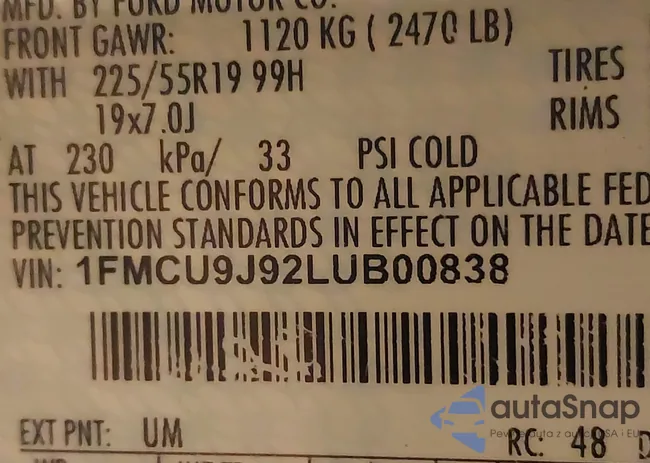 MFD. BY FORD MOTOR CO.
FRONT GAWR: 1120 KG ( 2470 LB)
WITH 225/55R19 99H TIRES
19x7.0J RIMS
AT 230 kPa/ 33 PSI COLD
THIS VEHICLE CONFORMS TO ALL APPLICABLE FED
PREVENTION STANDARDS IN EFFECT ON THE DATE
VIN: 1FMCU9J92LUB00838
autaSnap
EXT PNT: UM RC: 48 D